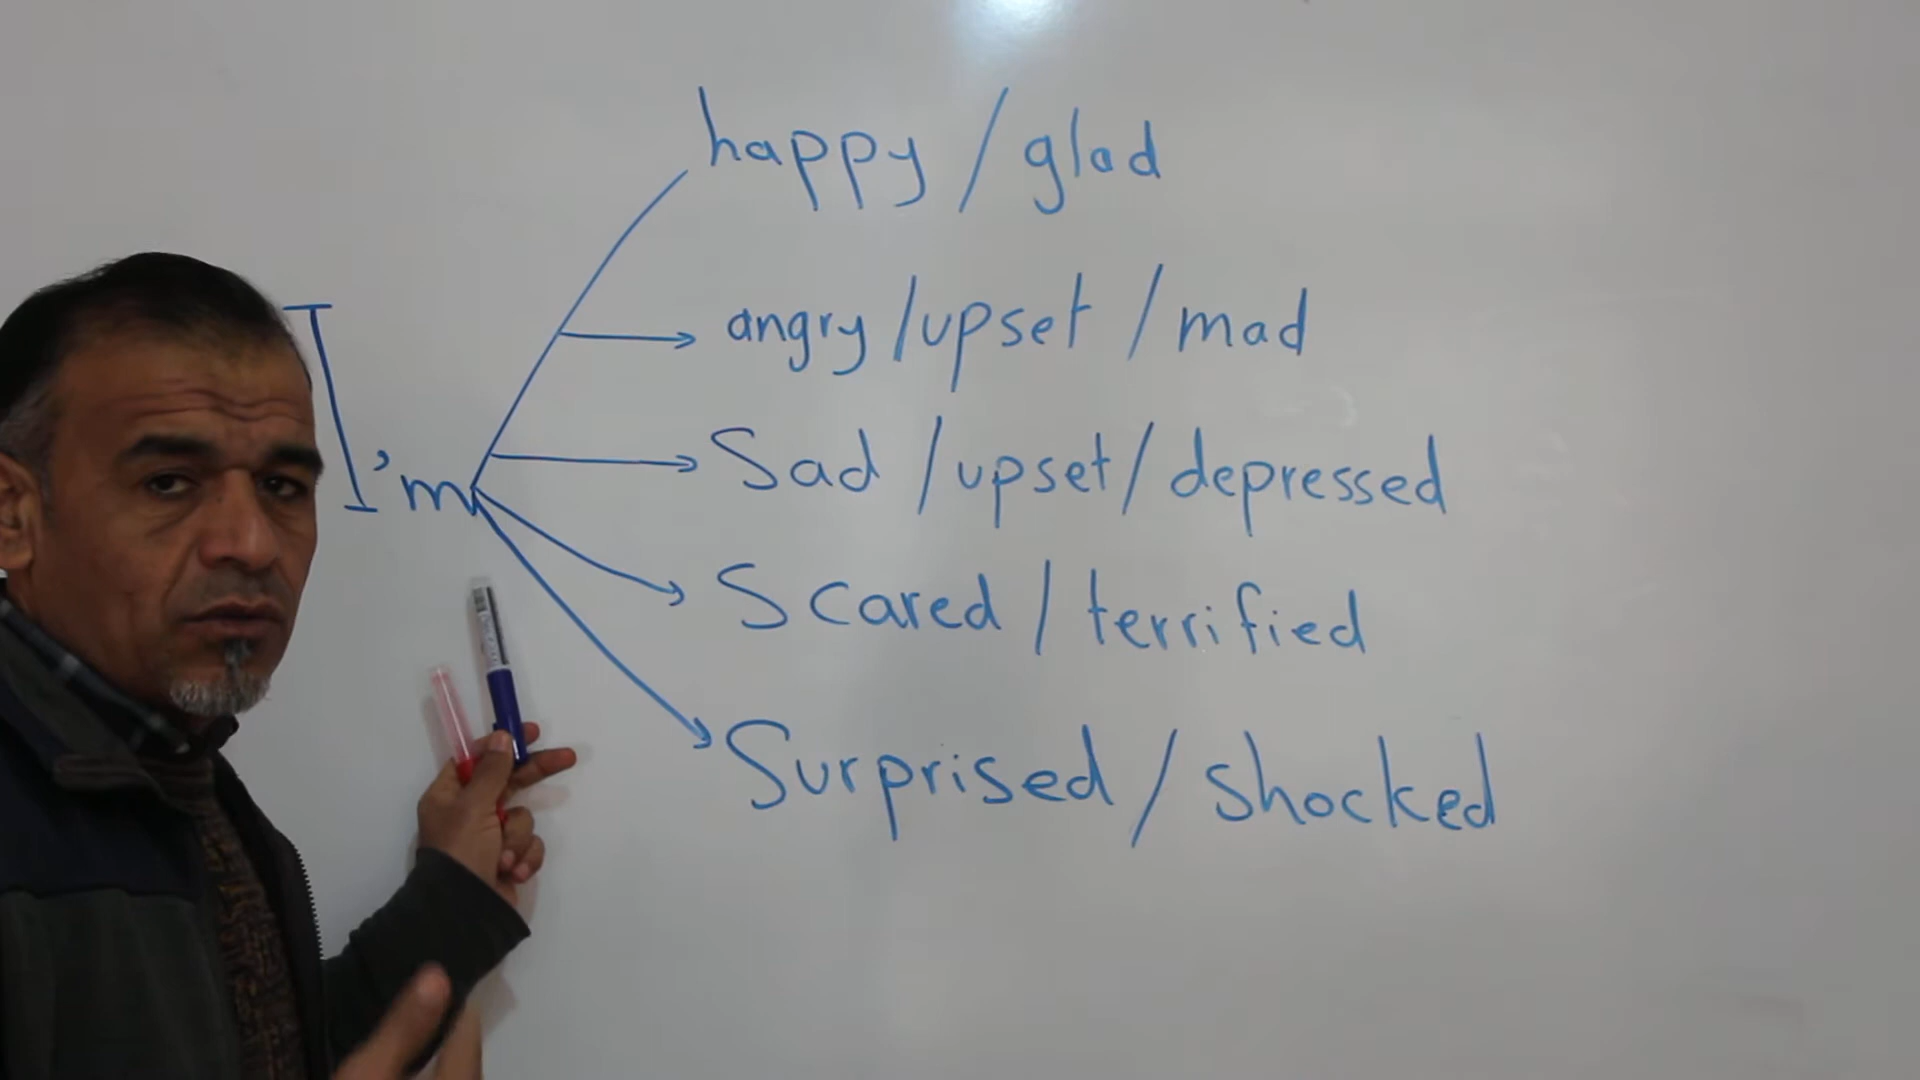 happy / glad
angry / upset / mad
Sad / upset / depressed
I'm
Scared / terrified
Surprised / shocked